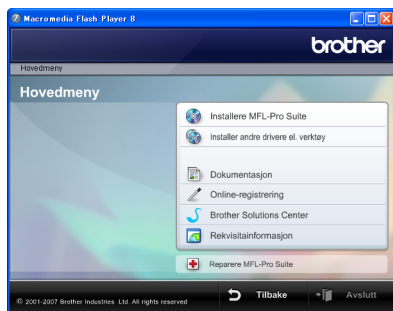 Macromedia Flash Player 8
brother
Hovedmeny
Hovedmeny
Installere MFL-Pro Suite
Installer andre drivere el. verktøy
Dokumentasjon
Online-registrering
Brother Solutions Center
Rekvisitainformasjon
Reparere MFL-Pro Suite
© 2001-2007 Brother Industries Ltd. All rights reserved
Tilbake
Avslutt